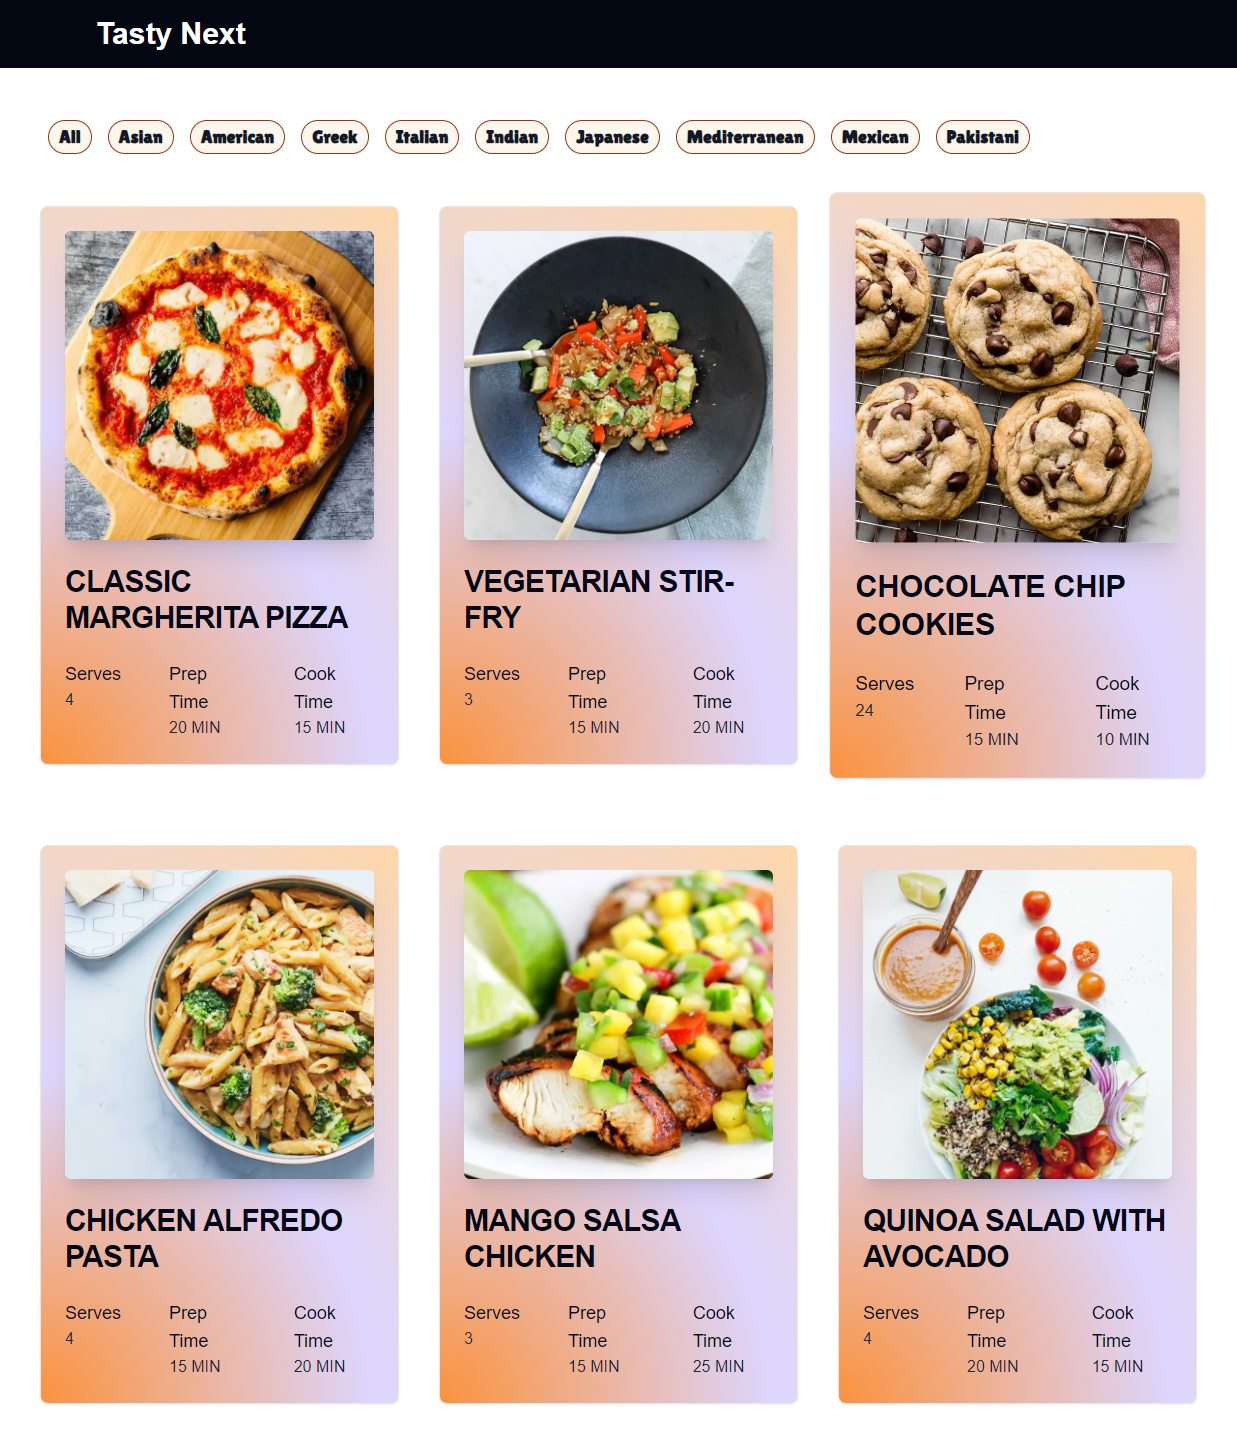 Tasty Next
All Asian American Greek Italian Indian Japanese Mediterranean Mexican Pakistani
CLASSIC
MARGHERITA PIZZA
Serves
4
Prep
Time
20 MIN
Cook
Time
15 MIN
VEGETARIAN STIR-
FRY
Serves
3
Prep
Time
15 MIN
Cook
Time
20 MIN
CHOCOLATE CHIP
COOKIES
Serves
24
Prep
Time
15 MIN
Cook
Time
10 MIN
CHICKEN ALFREDO
PASTA
Serves
4
Prep
Time
15 MIN
Cook
Time
20 MIN
MANGO SALSA
CHICKEN
Serves
3
Prep
Time
15 MIN
Cook
Time
25 MIN
QUINOA SALAD WITH
AVOCADO
Serves
4
Prep
Time
20 MIN
Cook
Time
15 MIN